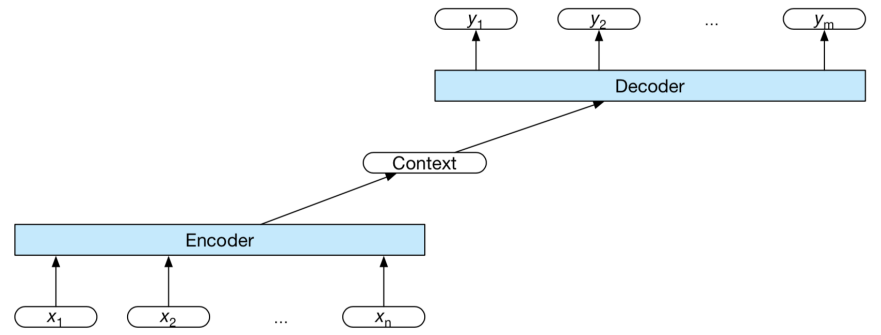 y₁ y₂ ... yₘ
Decoder
Context
Encoder
x₁ x₂ ... xₙ